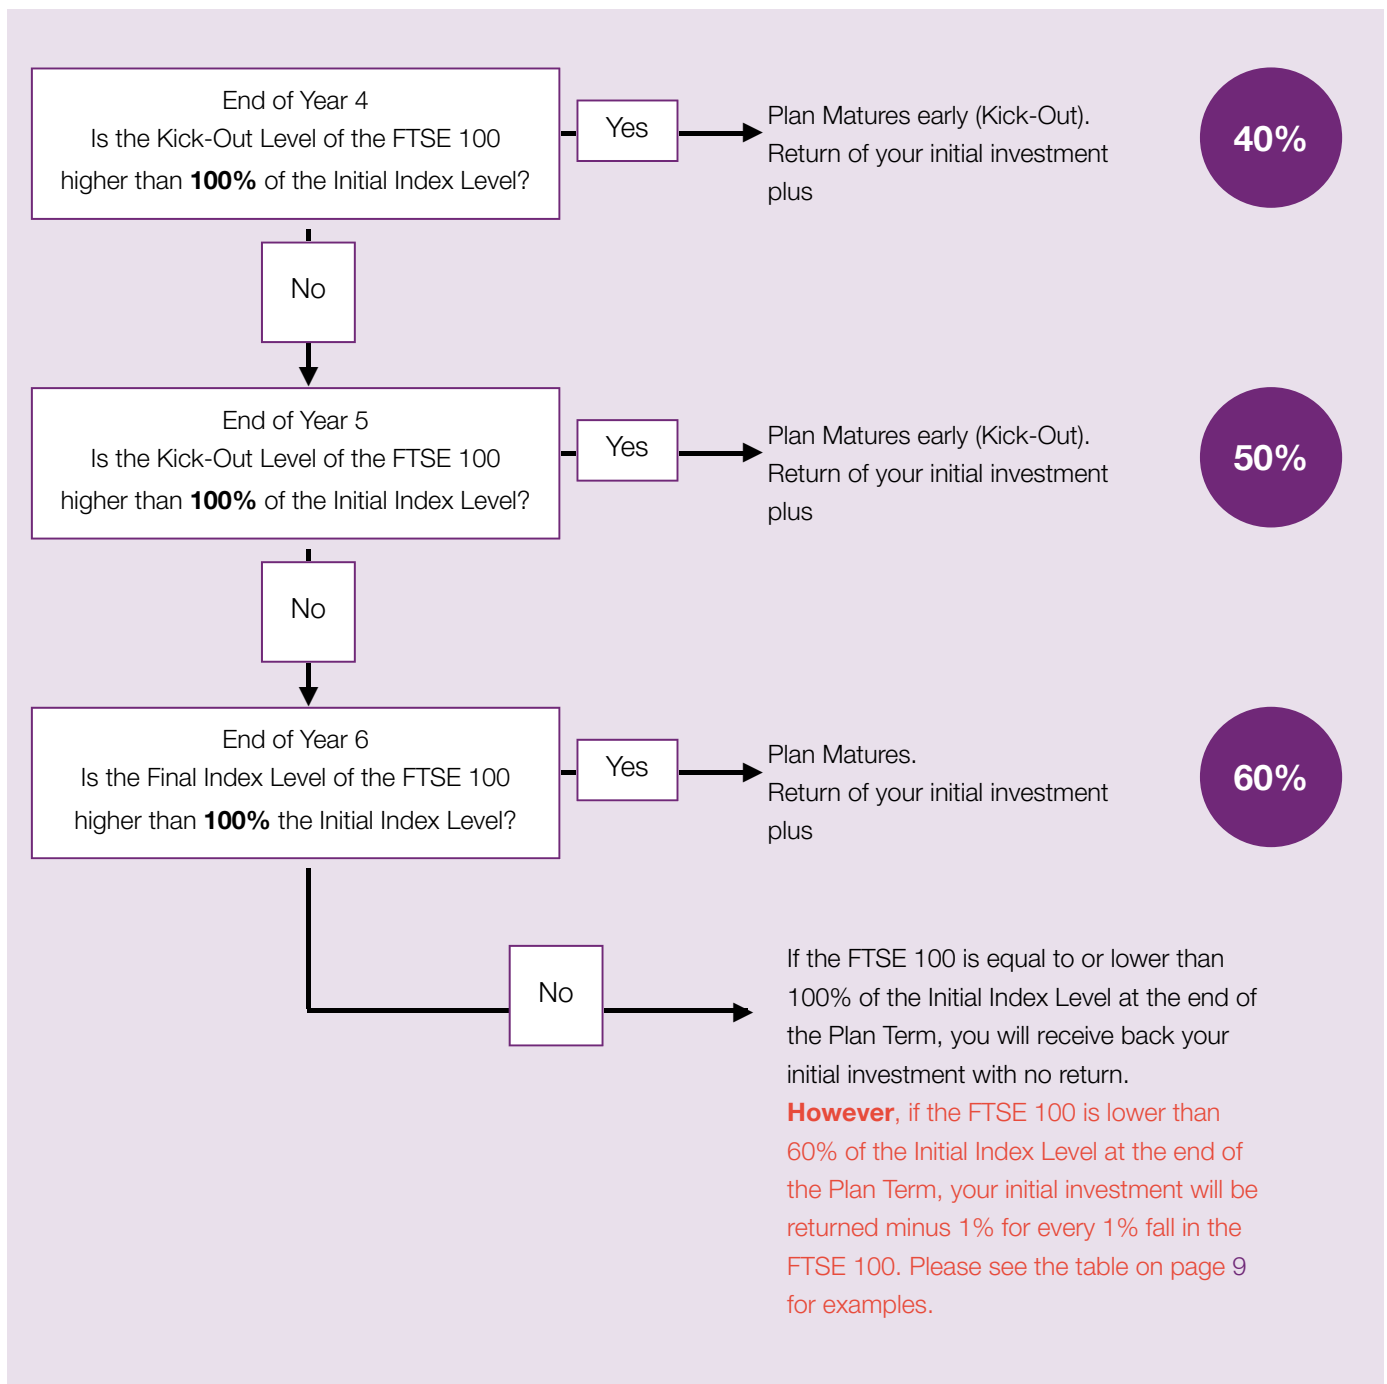 End of Year 4
Is the Kick-Out Level of the FTSE 100
higher than 100% of the Initial Index Level?
Yes
Plan Matures early (Kick-Out).
Return of your initial investment
plus
40%
No
End of Year 5
Is the Kick-Out Level of the FTSE 100
higher than 100% of the Initial Index Level?
Yes
Plan Matures early (Kick-Out).
Return of your initial investment
plus
50%
No
End of Year 6
Is the Final Index Level of the FTSE 100
higher than 100% the Initial Index Level?
Yes
Plan Matures.
Return of your initial investment
plus
60%
No
If the FTSE 100 is equal to or lower than
100% of the Initial Index Level at the end of
the Plan Term, you will receive back your
initial investment with no return.
However, if the FTSE 100 is lower than
60% of the Initial Index Level at the end of
the Plan Term, your initial investment will be
returned minus 1% for every 1% fall in the
FTSE 100. Please see the table on page 9
for examples.